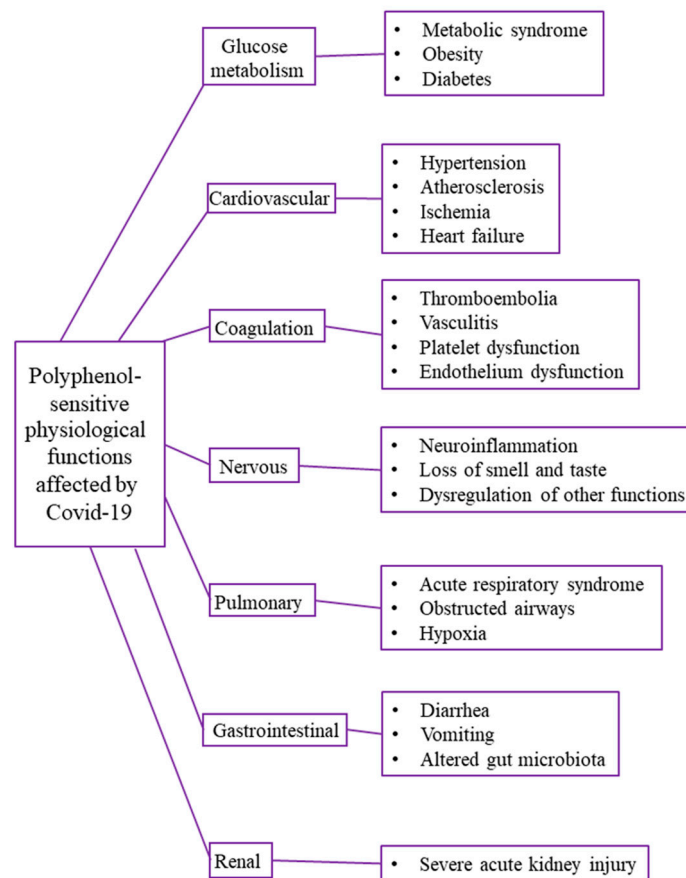 Polyphenol-
sensitive
physiological
functions
affected by
Covid-19
Glucose
metabolism
• Metabolic syndrome
• Obesity
• Diabetes
Cardiovascular
• Hypertension
• Atherosclerosis
• Ischemia
• Heart failure
Coagulation
• Thromboembolia
• Vasculitis
• Platelet dysfunction
• Endothelium dysfunction
Nervous
• Neuroinflammation
• Loss of smell and taste
• Dysregulation of other functions
Pulmonary
• Acute respiratory syndrome
• Obstructed airways
• Hypoxia
Gastrointestinal
• Diarrhea
• Vomiting
• Altered gut microbiota
Renal
• Severe acute kidney injury